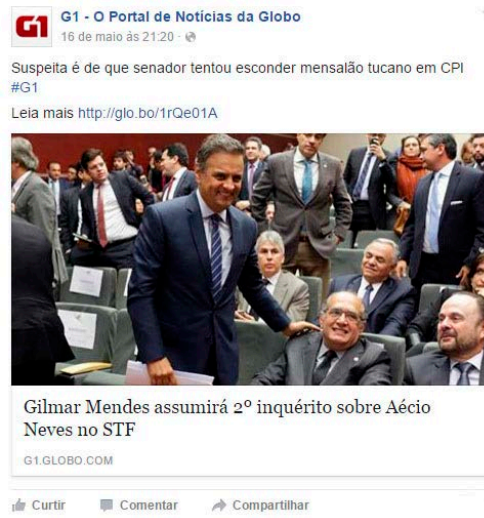 G1
G1 - O Portal de Notícias da Globo
16 de maio às 21:20 ·
Suspeita é de que senador tentou esconder mensalão tucano em CPI
#G1
Leia mais http://glo.bo/1rQe01A
Gilmar Mendes assumirá 2º inquérito sobre Aécio
Neves no STF
G1.GLOBO.COM
Curtir Comentar Compartilhar